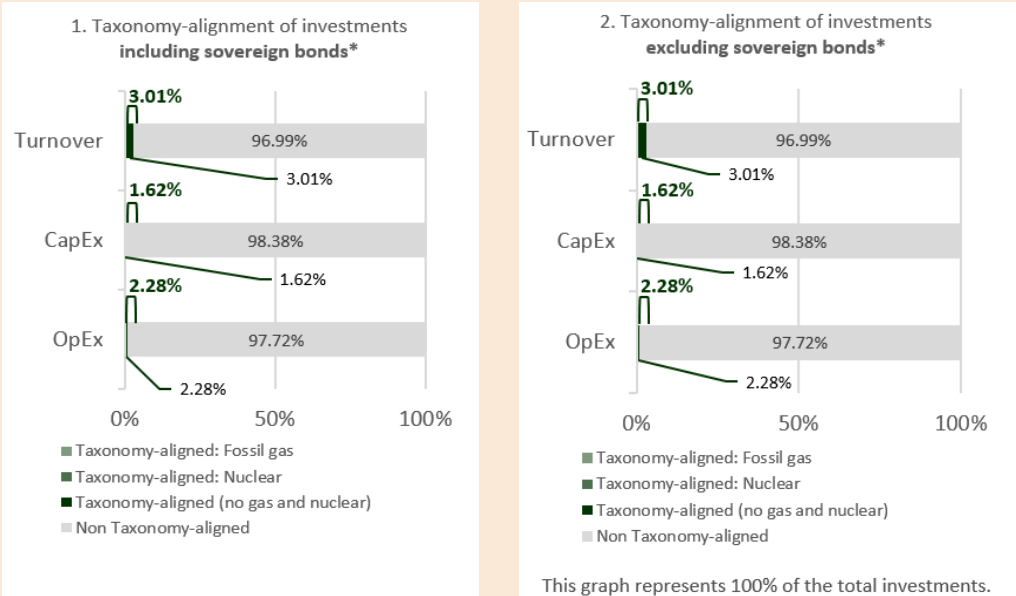 1. Taxonomy-alignment of investments
including sovereign bonds*
3.01%
Turnover
96.99%
3.01%
1.62%
CapEx
98.38%
1.62%
2.28%
OpEx
97.72%
2.28%
0%
50%
100%
Taxonomy-aligned: Fossil gas
Taxonomy-aligned: Nuclear
Taxonomy-aligned (no gas and nuclear)
Non Taxonomy-aligned
2. Taxonomy-alignment of investments
excluding sovereign bonds*
3.01%
Turnover
96.99%
3.01%
1.62%
CapEx
98.38%
1.62%
2.28%
OpEx
97.72%
2.28%
0%
50%
100%
Taxonomy-aligned: Fossil gas
Taxonomy-aligned: Nuclear
Taxonomy-aligned (no gas and nuclear)
Non Taxonomy-aligned
This graph represents 100% of the total investments.